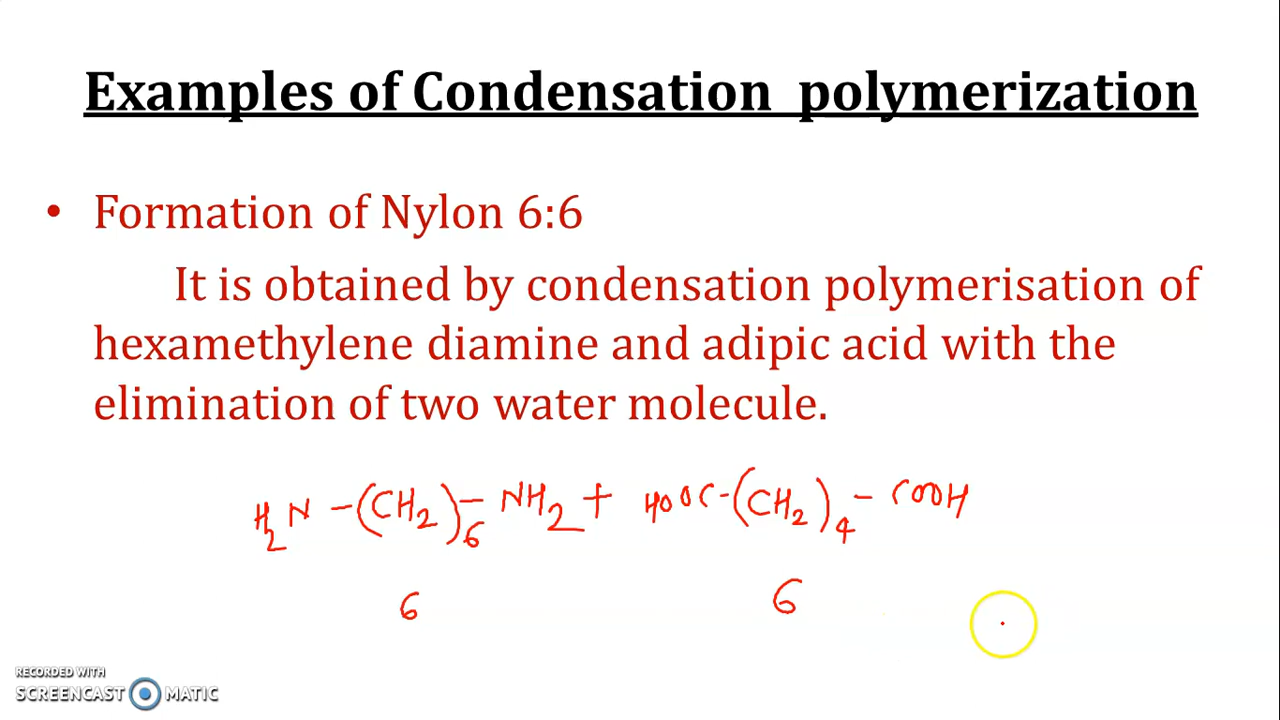 Examples of Condensation polymerization
• Formation of Nylon 6:6
It is obtained by condensation polymerisation of
hexamethylene diamine and adipic acid with the
elimination of two water molecule.
H₂N-(CH₂)₆-NH₂ + HOOC-(CH₂)₄-COOH
6 6
RECORDED WITH
SCREENCAST MATIC